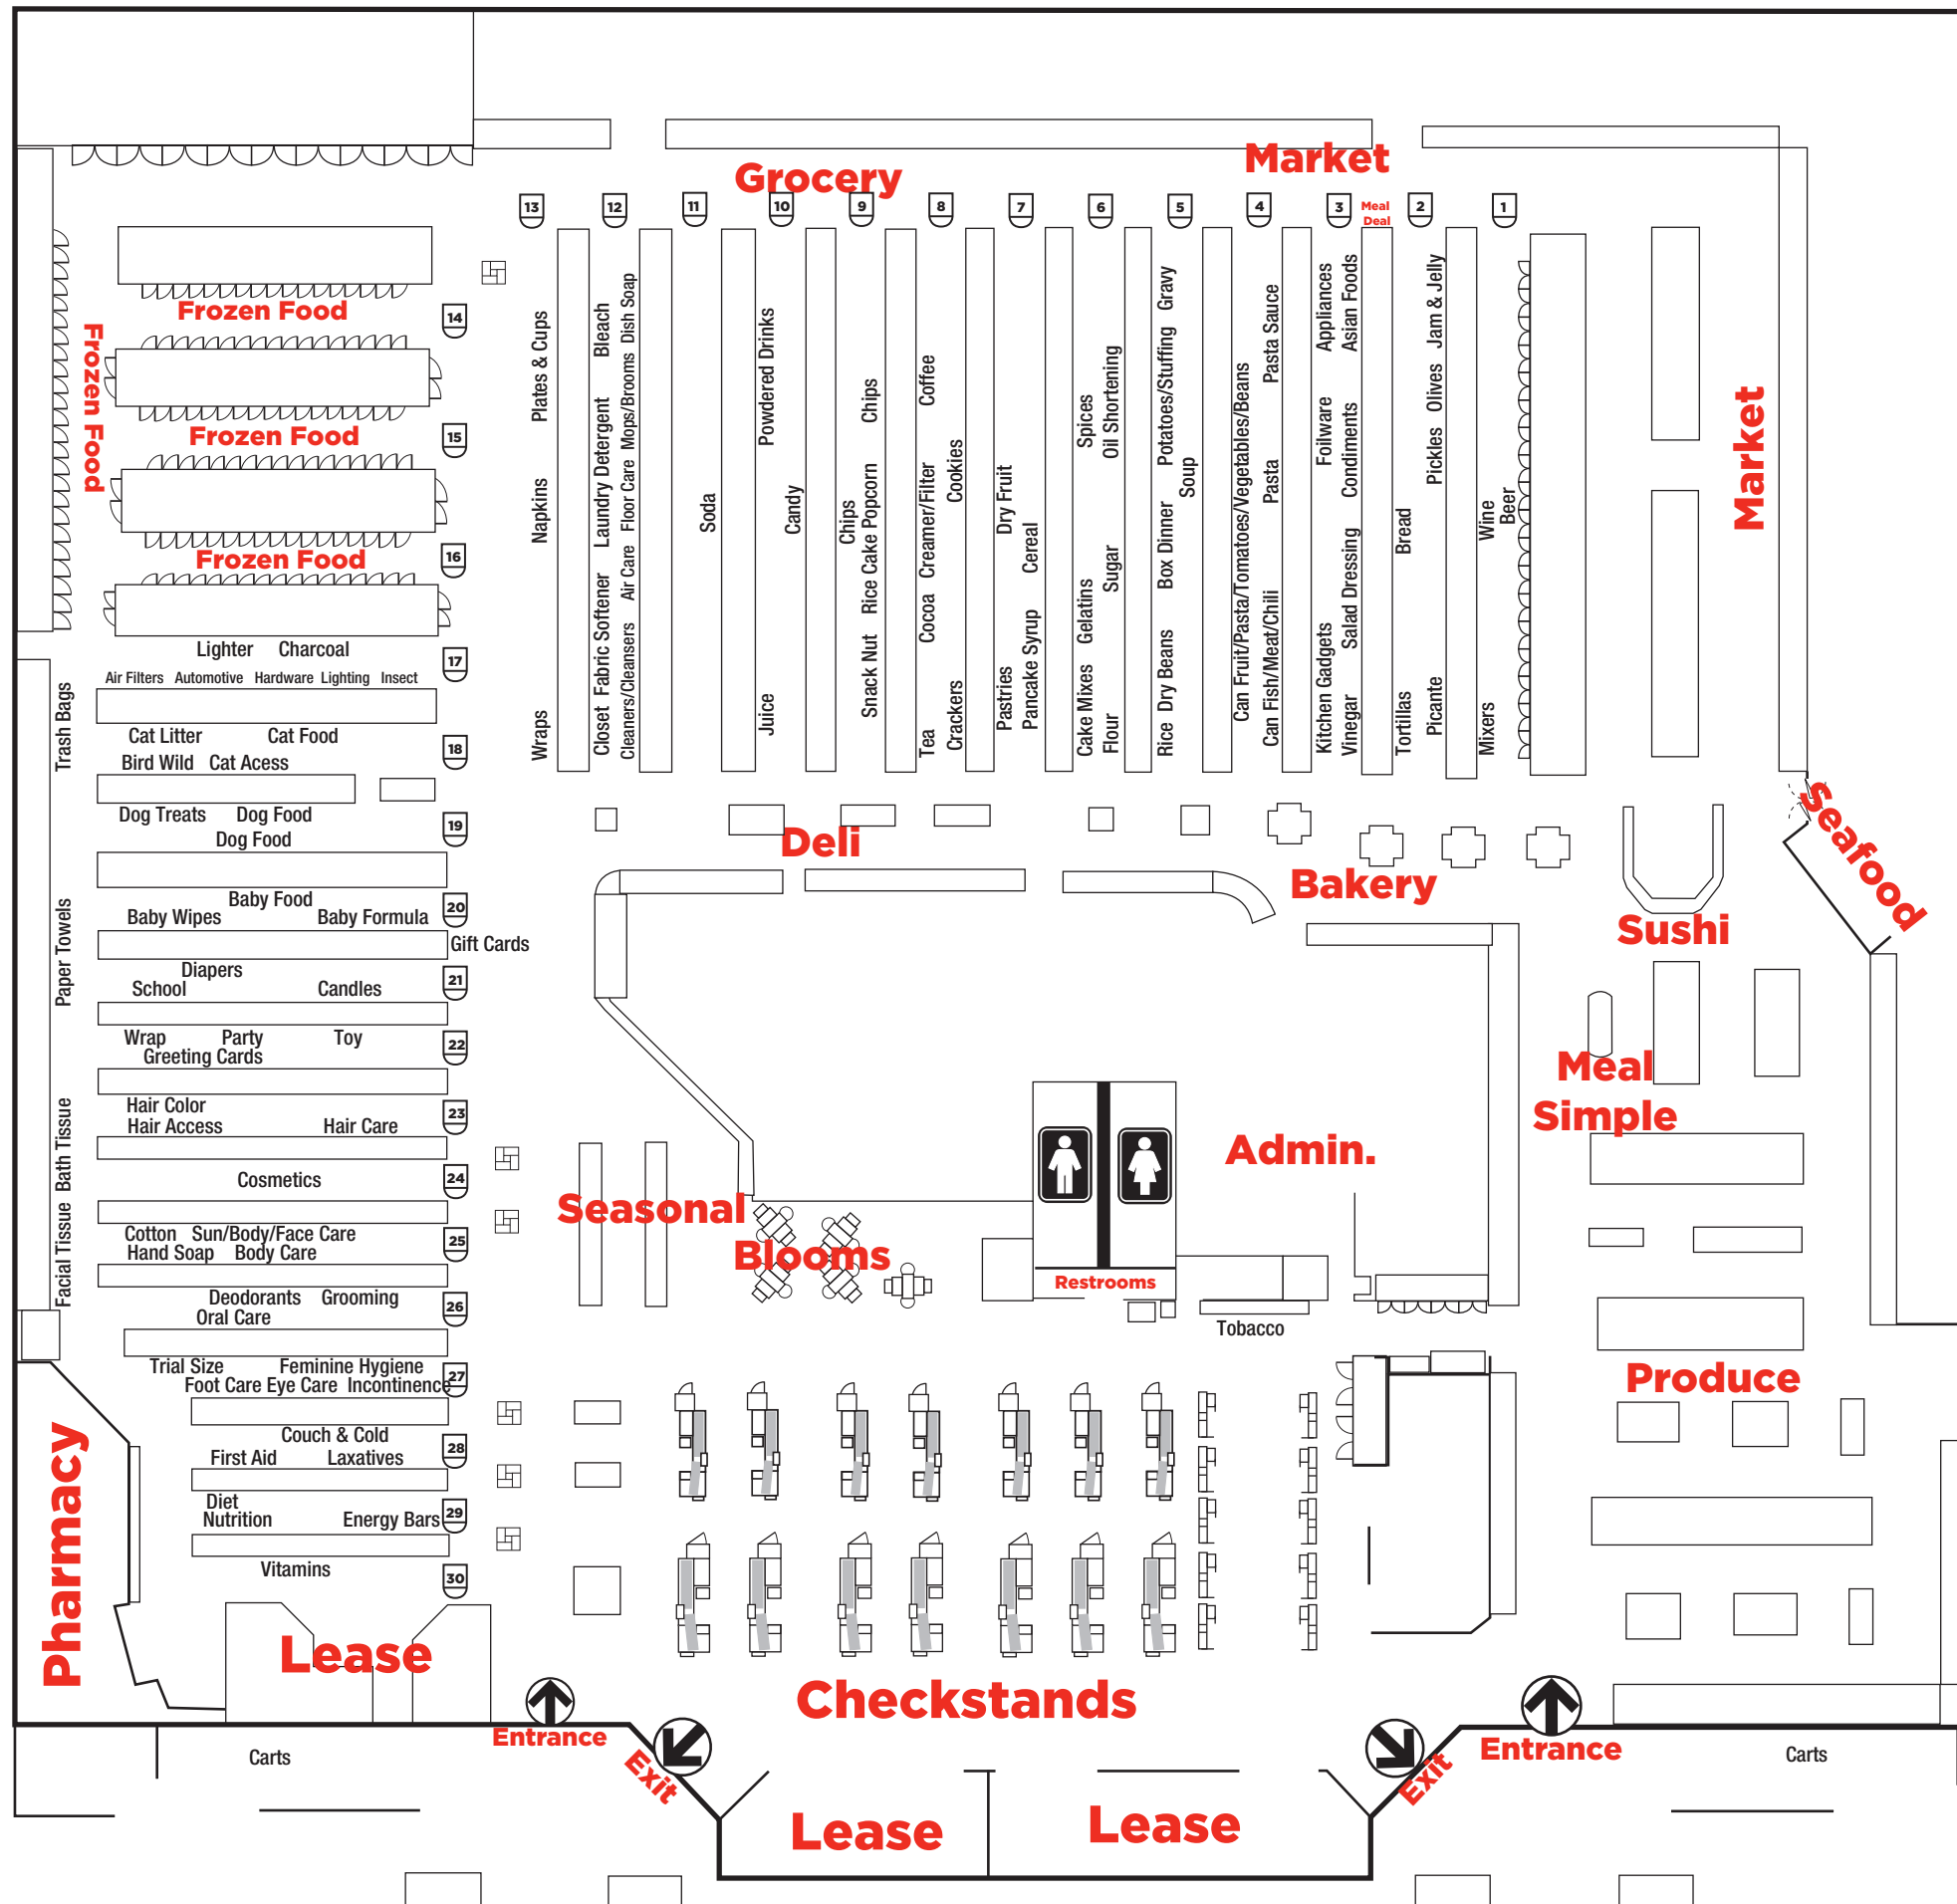 Grocery
Market
13
12
11
10
9
8
7
6
5
4
3
Meal
Deal
2
1
Frozen Food
14
Frozen Food
Frozen Food
15
Frozen Food
16
Lighter Charcoal
17
Air Filters Automotive Hardware Lighting Insect
Cat Litter Cat Food
18
Bird Wild Cat Acess
Dog Treats Dog Food
19
Dog Food
Baby Food
20
Baby Wipes Baby Formula
Gift Cards
Diapers
21
School Candles
Wrap Party Toy
22
Greeting Cards
Hair Color
23
Hair Access Hair Care
Cosmetics
24
Cotton Sun/Body/Face Care
25
Hand Soap Body Care
Deodorants Grooming
26
Oral Care
Trial Size Feminine Hygiene
27
Foot Care Eye Care Incontinence
Couch & Cold
28
First Aid Laxatives
Diet
29
Nutrition Energy Bars
Vitamins
30
Trash Bags
Paper Towels
Facial Tissue Bath Tissue
Pharmacy
Lease
Wraps Napkins Plates & Cups
Closet Fabric Softener Laundry Detergent Bleach
Cleaners/Cleansers Air Care Floor Care Mops/Brooms Dish Soap
Soda
Juice Powdered Drinks
Candy
Chips
Snack Nut Rice Cake Popcorn Chips
Tea Cocoa Creamer/Filter Coffee
Crackers Cookies
Pastries Dry Fruit
Pancake Syrup Cereal
Cake Mixes Gelatins Spices
Flour Sugar Oil Shortening
Rice Dry Beans Box Dinner Potatoes/Stuffing Gravy
Soup
Can Fruit/Pasta/Tomatoes/Vegetables/Beans
Can Fish/Meat/Chili Pasta Pasta Sauce
Kitchen Gadgets Foilware Appliances
Vinegar Salad Dressing Condiments Asian Foods
Tortillas Bread
Picante Pickles Olives Jam & Jelly
Mixers Wine
Beer
Market
Seafood
Deli
Bakery
Sushi
Meal
Simple
Admin.
Seasonal
Blooms
Restrooms
Tobacco
Produce
Checkstands
Entrance
Exit
Exit
Entrance
Carts
Carts
Lease
Lease